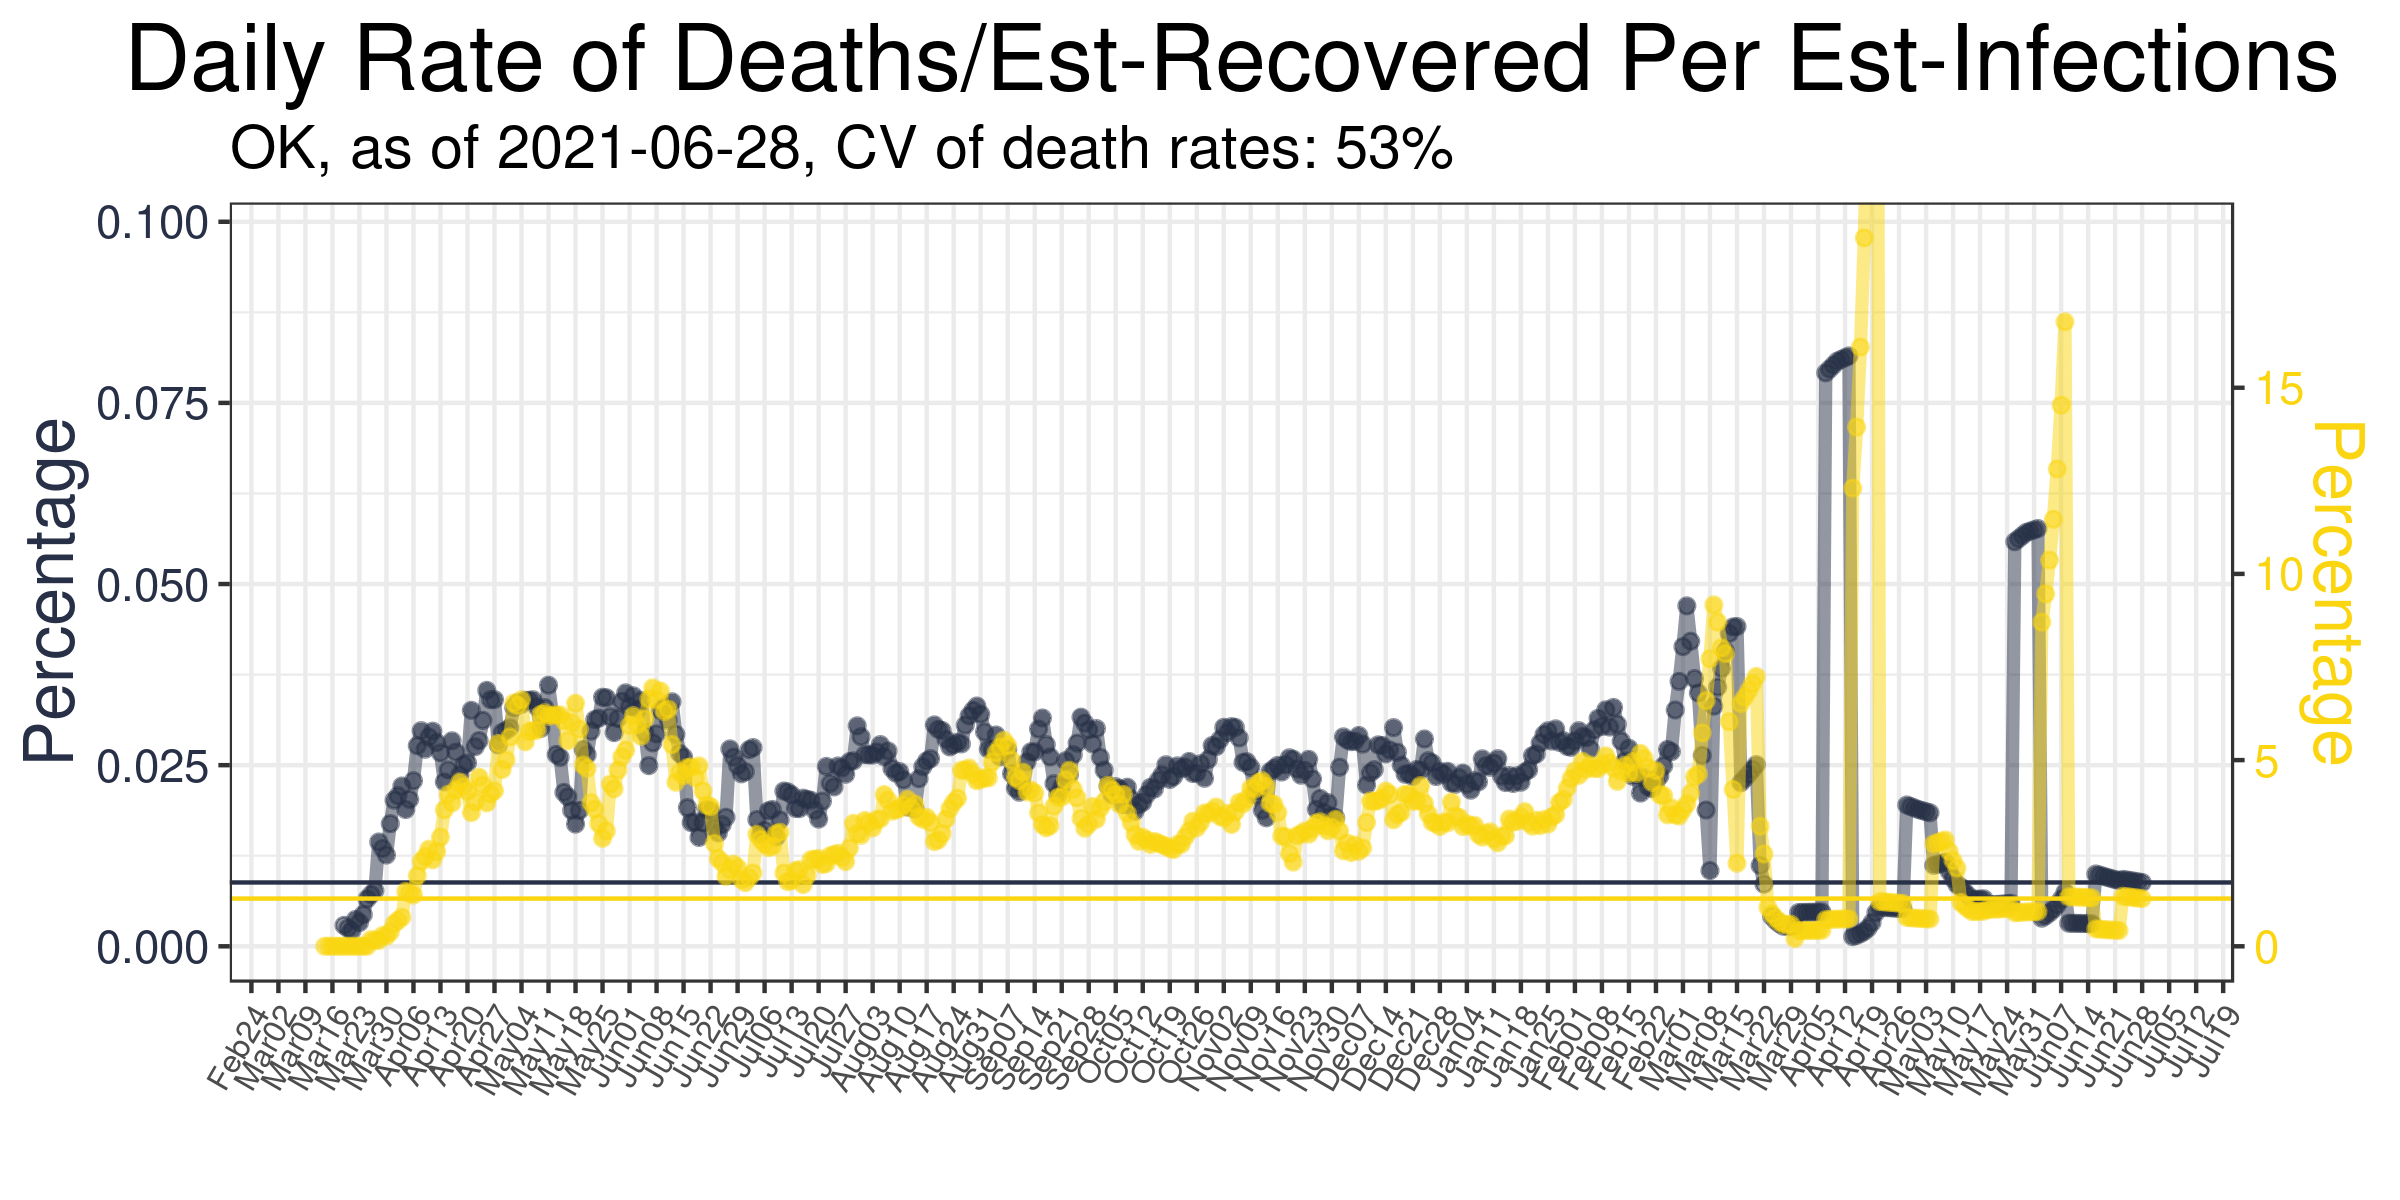 Daily Rate of Deaths/Est-Recovered Per Est-Infections
OK, as of 2021-06-28, CV of death rates: 53%
Percentage
0.100
0.075
0.050
0.025
0.000
15
10
5
0
Percentage
Feb24
Mar02
Mar09
Mar16
Mar23
Mar30
Apr06
Apr13
Apr20
Apr27
May04
May11
May18
May25
Jun01
Jun08
Jun15
Jun22
Jun29
Jul06
Jul13
Jul20
Jul27
Aug03
Aug10
Aug17
Aug24
Aug31
Sep07
Sep14
Sep21
Sep28
Oct05
Oct12
Oct19
Oct26
Nov02
Nov09
Nov16
Nov23
Nov30
Dec07
Dec14
Dec21
Dec28
Dec04
Jan11
Jan18
Jan25
Feb01
Feb08
Feb15
Feb22
Mar01
Mar08
Mar15
Mar22
Mar29
Apr05
Apr12
Apr19
Apr26
May03
May10
May17
May24
May31
May07
Jun14
Jun21
Jun28
Jun05
Jul12
Jul19